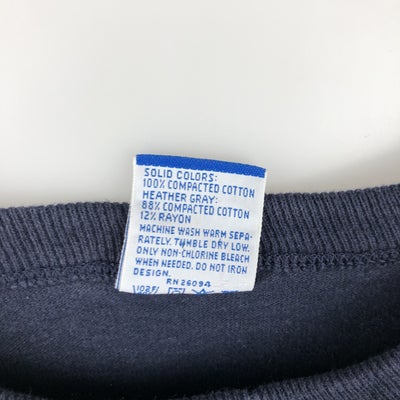 SOLID COLORS:
100% COMPACTED COTTON
HEATHER GRAY:
88% COMPACTED COTTON
12% RAYON
MACHINE WASH WARM SEPA-
RATELY. TUMBLE DRY LOW.
ONLY NON-CHLORINE BLEACH
WHEN NEEDED. DO NOT IRON
DESIGN.
RN 26094